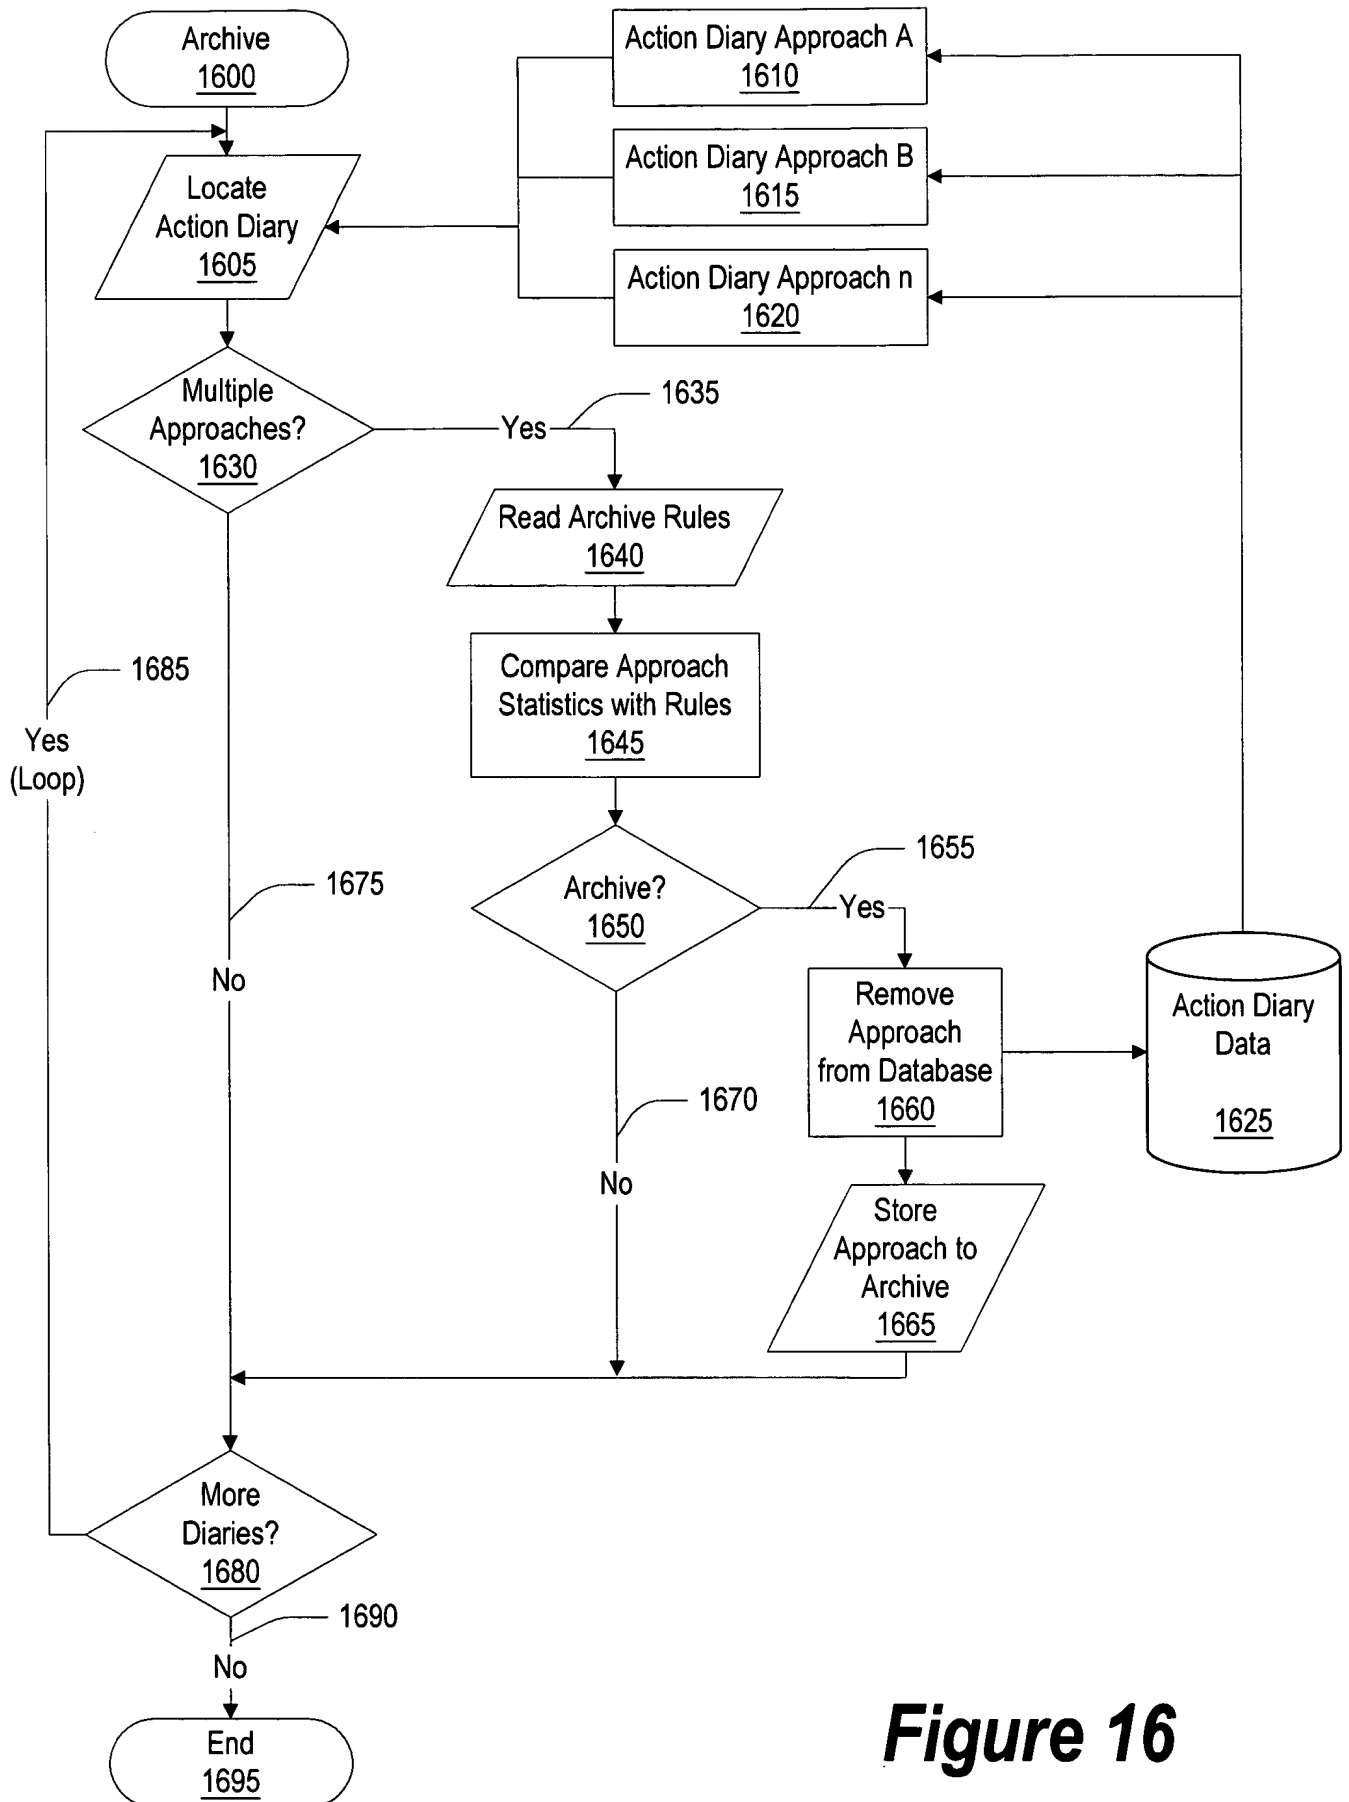 Archive
1600
Action Diary Approach A
1610
Action Diary Approach B
1615
Locate
Action Diary
1605
Action Diary Approach n
1620
Multiple
Approaches?
1630
Yes
1635
Read Archive Rules
1640
Compare Approach
Statistics with Rules
1645
1685
Yes
(Loop)
1675
No
Archive?
1650
1655
Yes
Remove
Approach
from Database
1660
Action Diary
Data
1625
1670
No
Store
Approach to
Archive
1665
More
Diaries?
1680
1690
No
End
1695
Figure 16